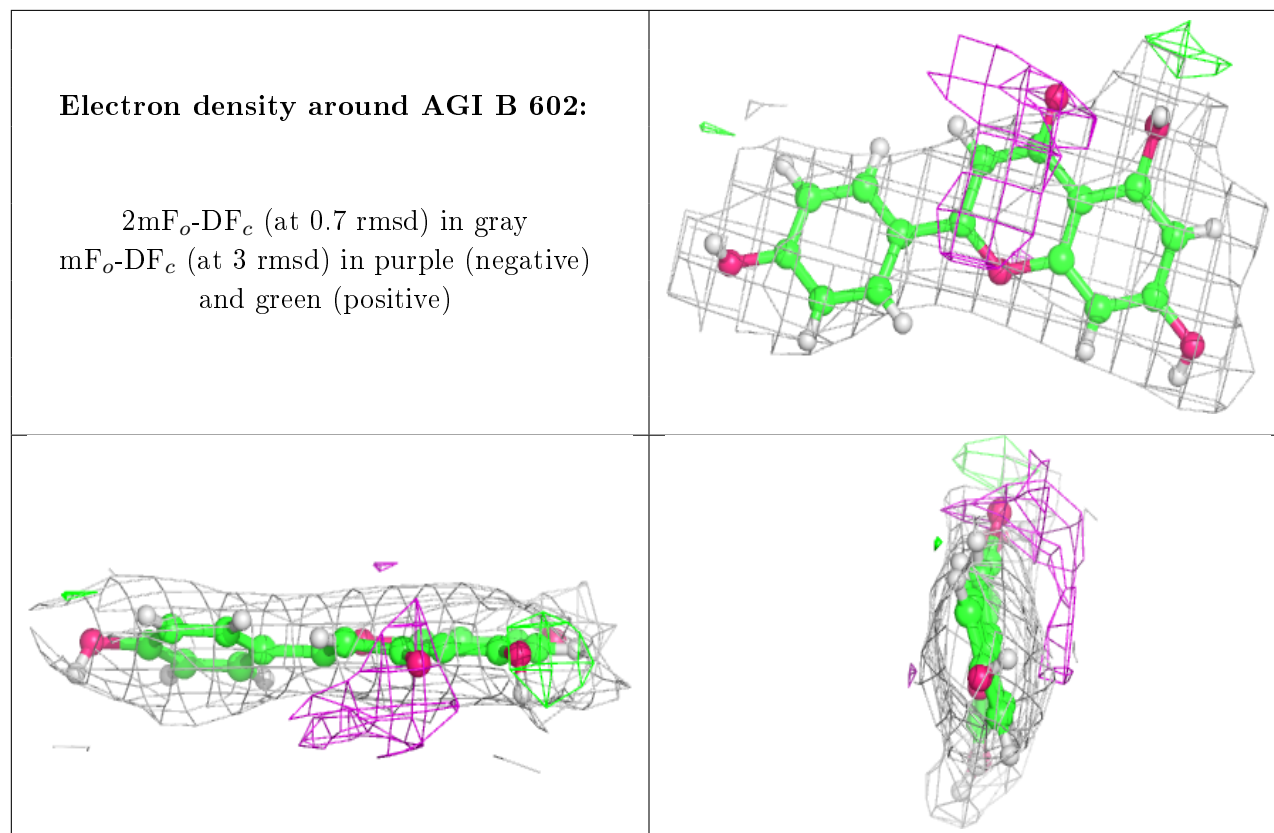 Electron density around AGI B 602:
2mFo-DFc (at 0.7 rmsd) in gray
mFo-DFc (at 3 rmsd) in purple (negative)
and green (positive)